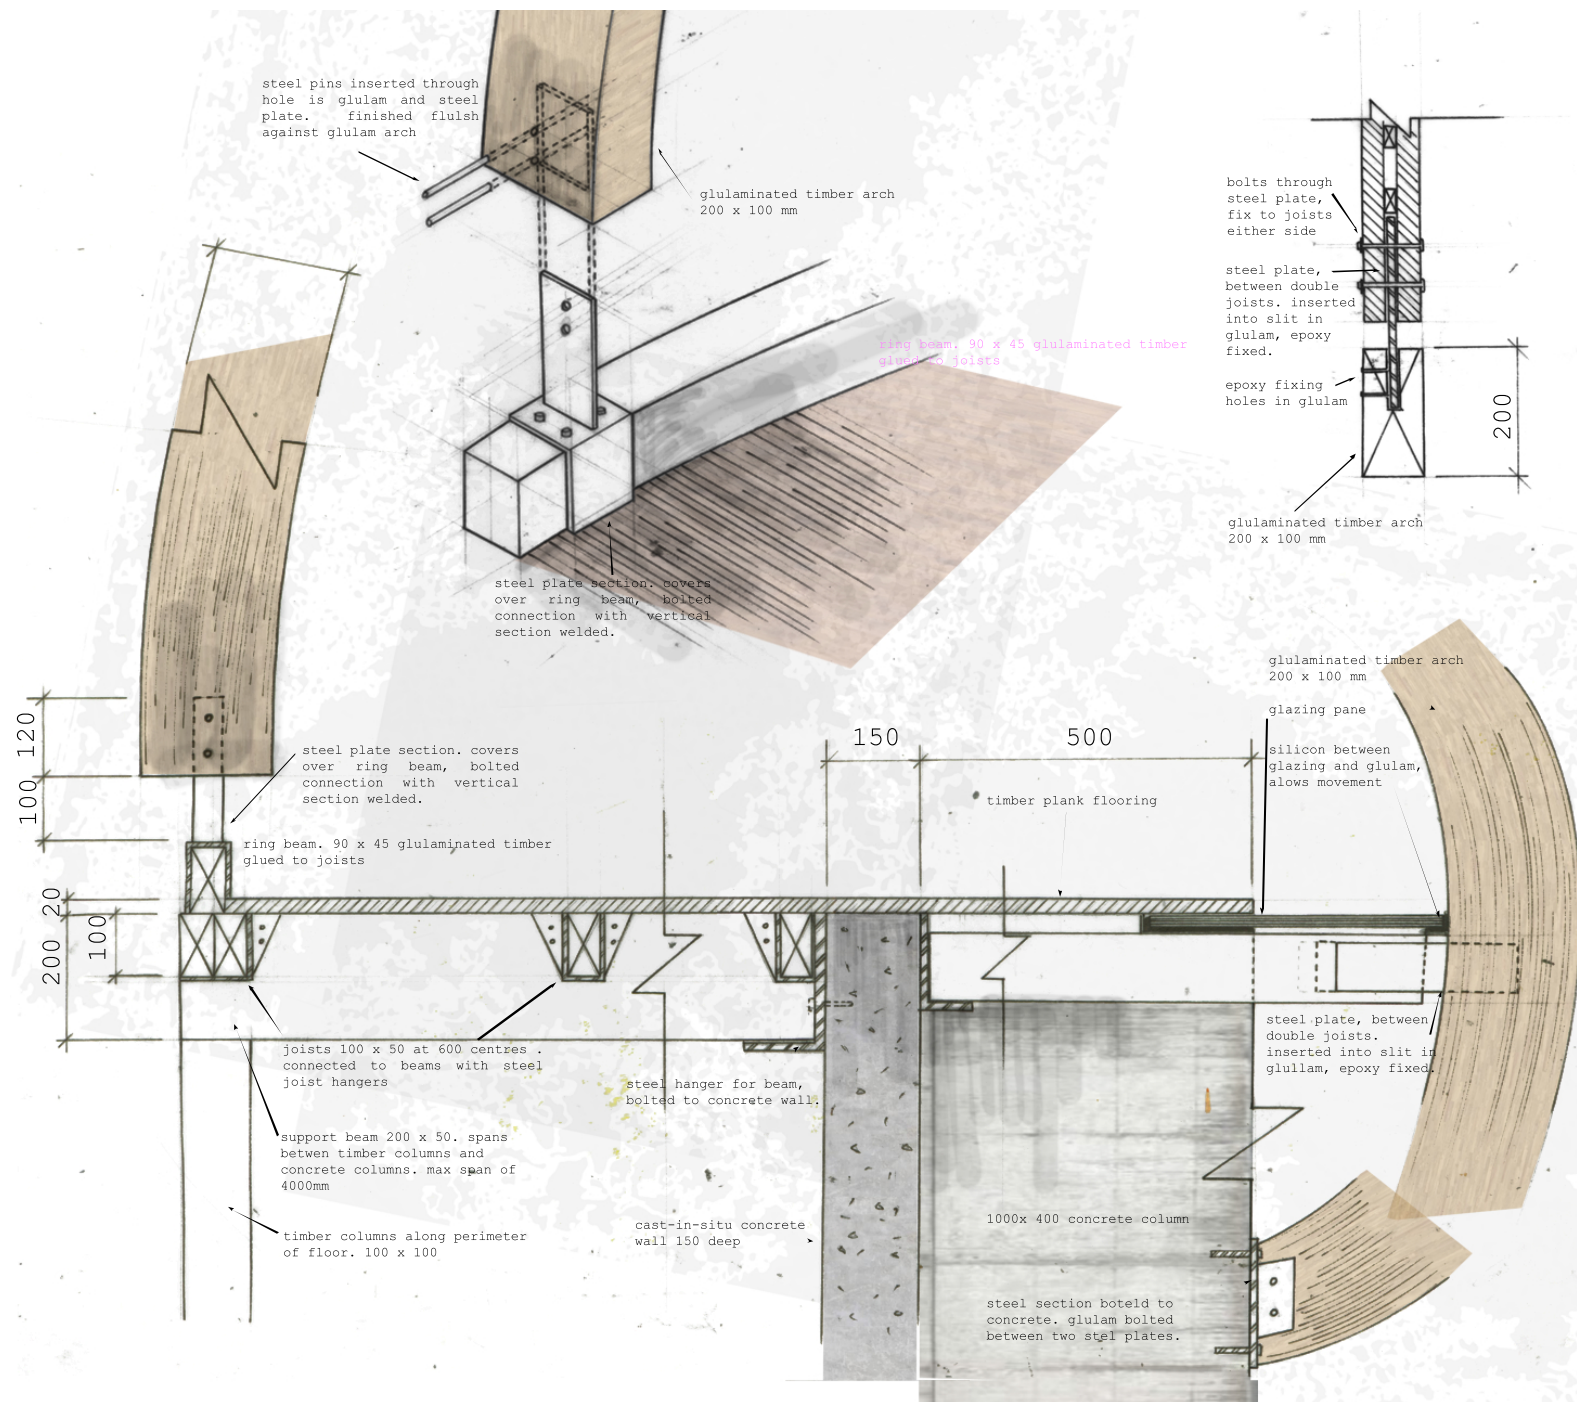 steel pins inserted through
hole is glulam and steel
plate. finished flulsh
against glulam arch
glulaminated timber arch
200 x 100 mm
bolts through
steel plate,
fix to joists
either side
steel plate,
between double
joists. inserted
into slit in
glulam, epoxy
fixed.
epoxy fixing
holes in glulam
200
glulaminated timber arch
200 x 100 mm
ring beam. 90 x 45 glulaminated timber
glued to joists
steel plate section. covers
over ring beam, bolted
connection with vertical
section welded.
120
100
steel plate section. covers
over ring beam, bolted
connection with vertical
section welded.
ring beam. 90 x 45 glulaminated timber
glued to joists
20
200
100
150
500
timber plank flooring
glulaminated timber arch
200 x 100 mm
glazing pane
silicon between
glazing and glulam,
alows movement
joists 100 x 50 at 600 centres .
connected to beams with steel
joist hangers
steel hanger for beam,
bolted to concrete wall.
steel plate, between
double joists.
inserted into slit in
glullam, epoxy fixed.
support beam 200 x 50. spans
betwen timber columns and
concrete columns. max span of
4000mm
timber columns along perimeter
of floor. 100 x 100
cast-in-situ concrete
wall 150 deep
1000x 400 concrete column
steel section boteld to
concrete. glulam bolted
between two stel plates.